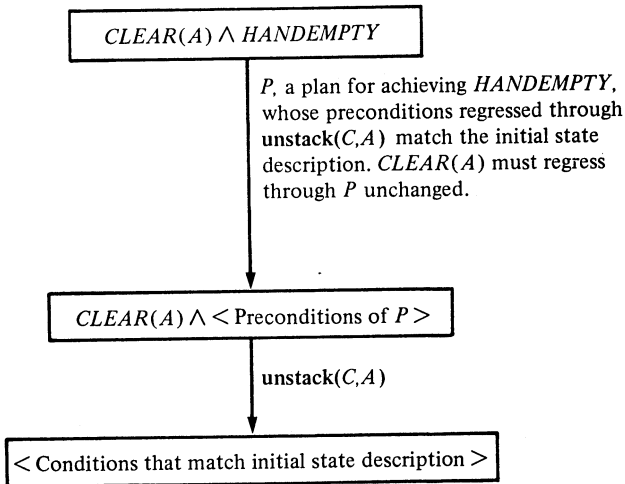 CLEAR(A) ∧ HANDEMPTY
P, a plan for achieving HANDEMPTY,
whose preconditions regressed through
unstack(C,A) match the initial state
description. CLEAR(A) must regress
through P unchanged.
CLEAR(A) ∧ < Preconditions of P >
unstack(C,A)
< Conditions that match initial state description >